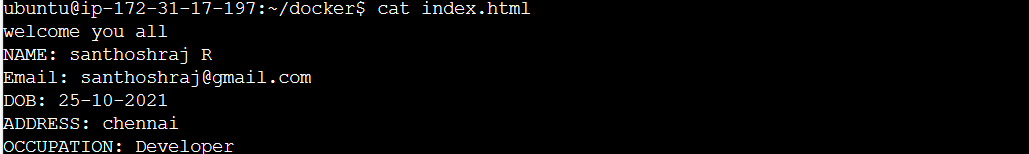 ubuntu@ip-172-31-17-197:~/docker$ cat index.html
welcome you all
NAME: santhoshraj R
Email: santhoshraj@gmail.com
DOB: 25-10-2021
ADDRESS: chennai
OCCUPATION: Developer